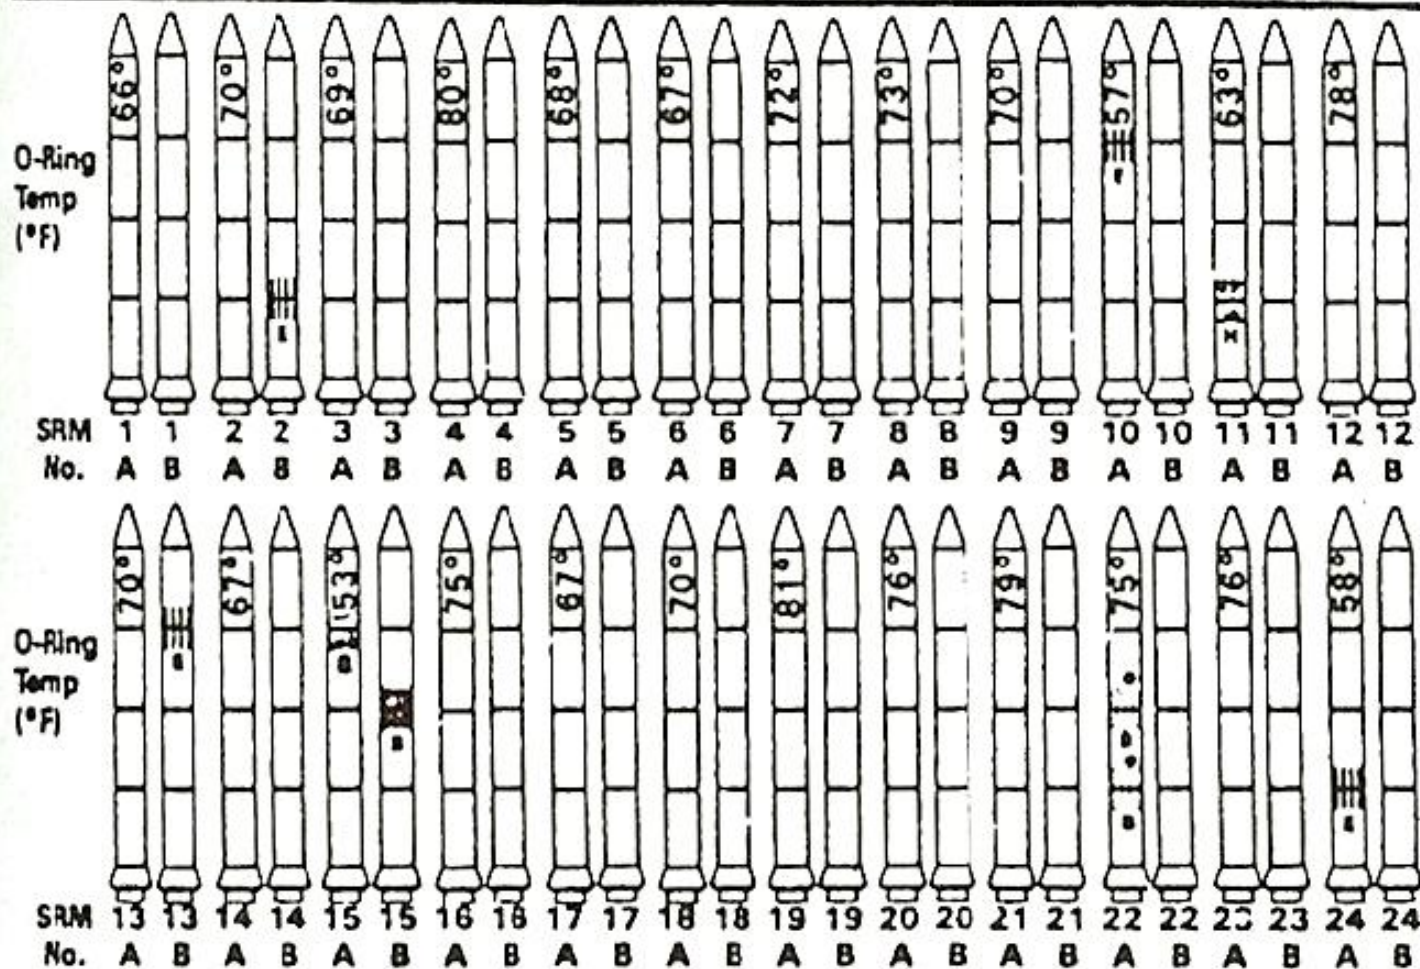 66° 70° 69° 80° 68° 67° 72° 73° 70° 57° 63° 78°
O-Ring
Temp
(°F)
SRM 1 1 2 2 3 3 4 4 5 5 6 6 7 7 8 8 9 9 10 10 11 11 12 12
No. A B A B A B A B A B A B A B A B A B A B A B A B
70° 67° 53° 75° 67° 70° 81° 76° 79° 75° 76° 58°
O-Ring
Temp
(°F)
SRM 13 13 14 14 15 15 16 16 17 17 18 18 19 19 20 20 21 21 22 22 23 23 24 24
No. A B A B A B A B A B A B A B A B A B A B A B A B